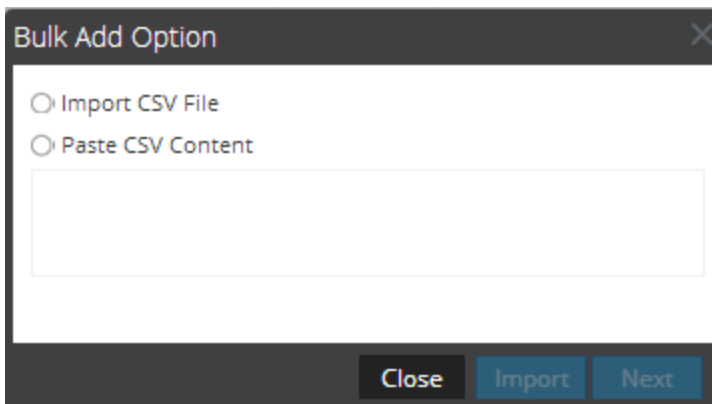 Bulk Add Option
Import CSV File
Paste CSV Content
Close Import Next